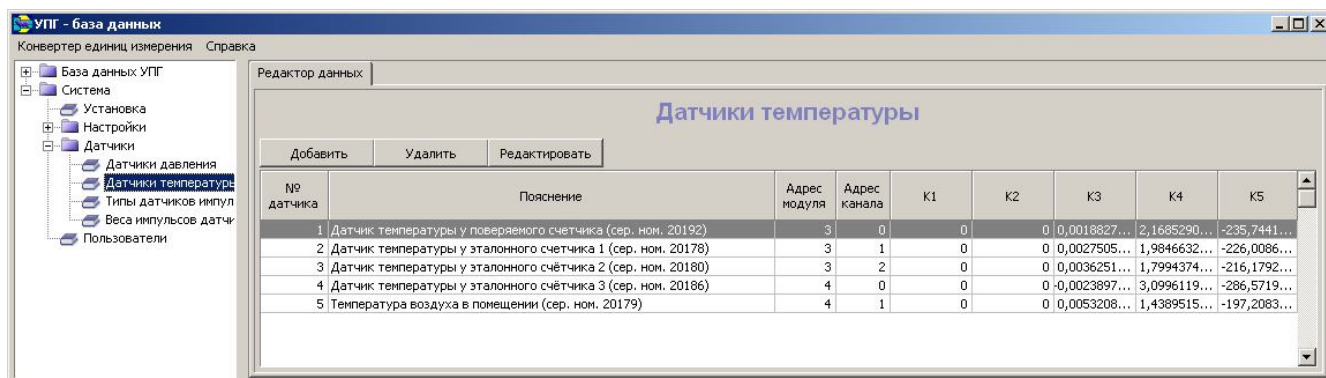 УПГ - база данных
Конвертер единиц измерения Справка
База данных УПГ
Система
Установка
Настройки
Датчики
Датчики давления
Датчики температуры
Типы датчиков импул
Веса импульсов датчи
Пользователи
Редактор данных
Датчики температуры
Добавить Удалить Редактировать
№ датчика Пояснение Адрес модуля Адрес канала K1 K2 K3 K4 K5
1 Датчик температуры у поверяемого счетчика (сер. ном. 20192) 3 0 0 0 0,0018827... 2,1685290... -235,7441...
2 Датчик температуры у эталонного счетчика 1 (сер. ном. 20178) 3 1 0 0 0,0027505... 1,9846632... -226,0086...
3 Датчик температуры у эталонного счётчика 2 (сер. ном. 20180) 3 2 0 0 0,0036251... 1,7994374... -216,1792...
4 Датчик температуры у эталонного счётчика 3 (сер. ном. 20186) 4 0 0 0 -0,0023897... 3,0996119... -286,5719...
5 Температура воздуха в помещении (сер. ном. 20179) 4 1 0 0 0,0053208... 1,4389515... -197,2083...